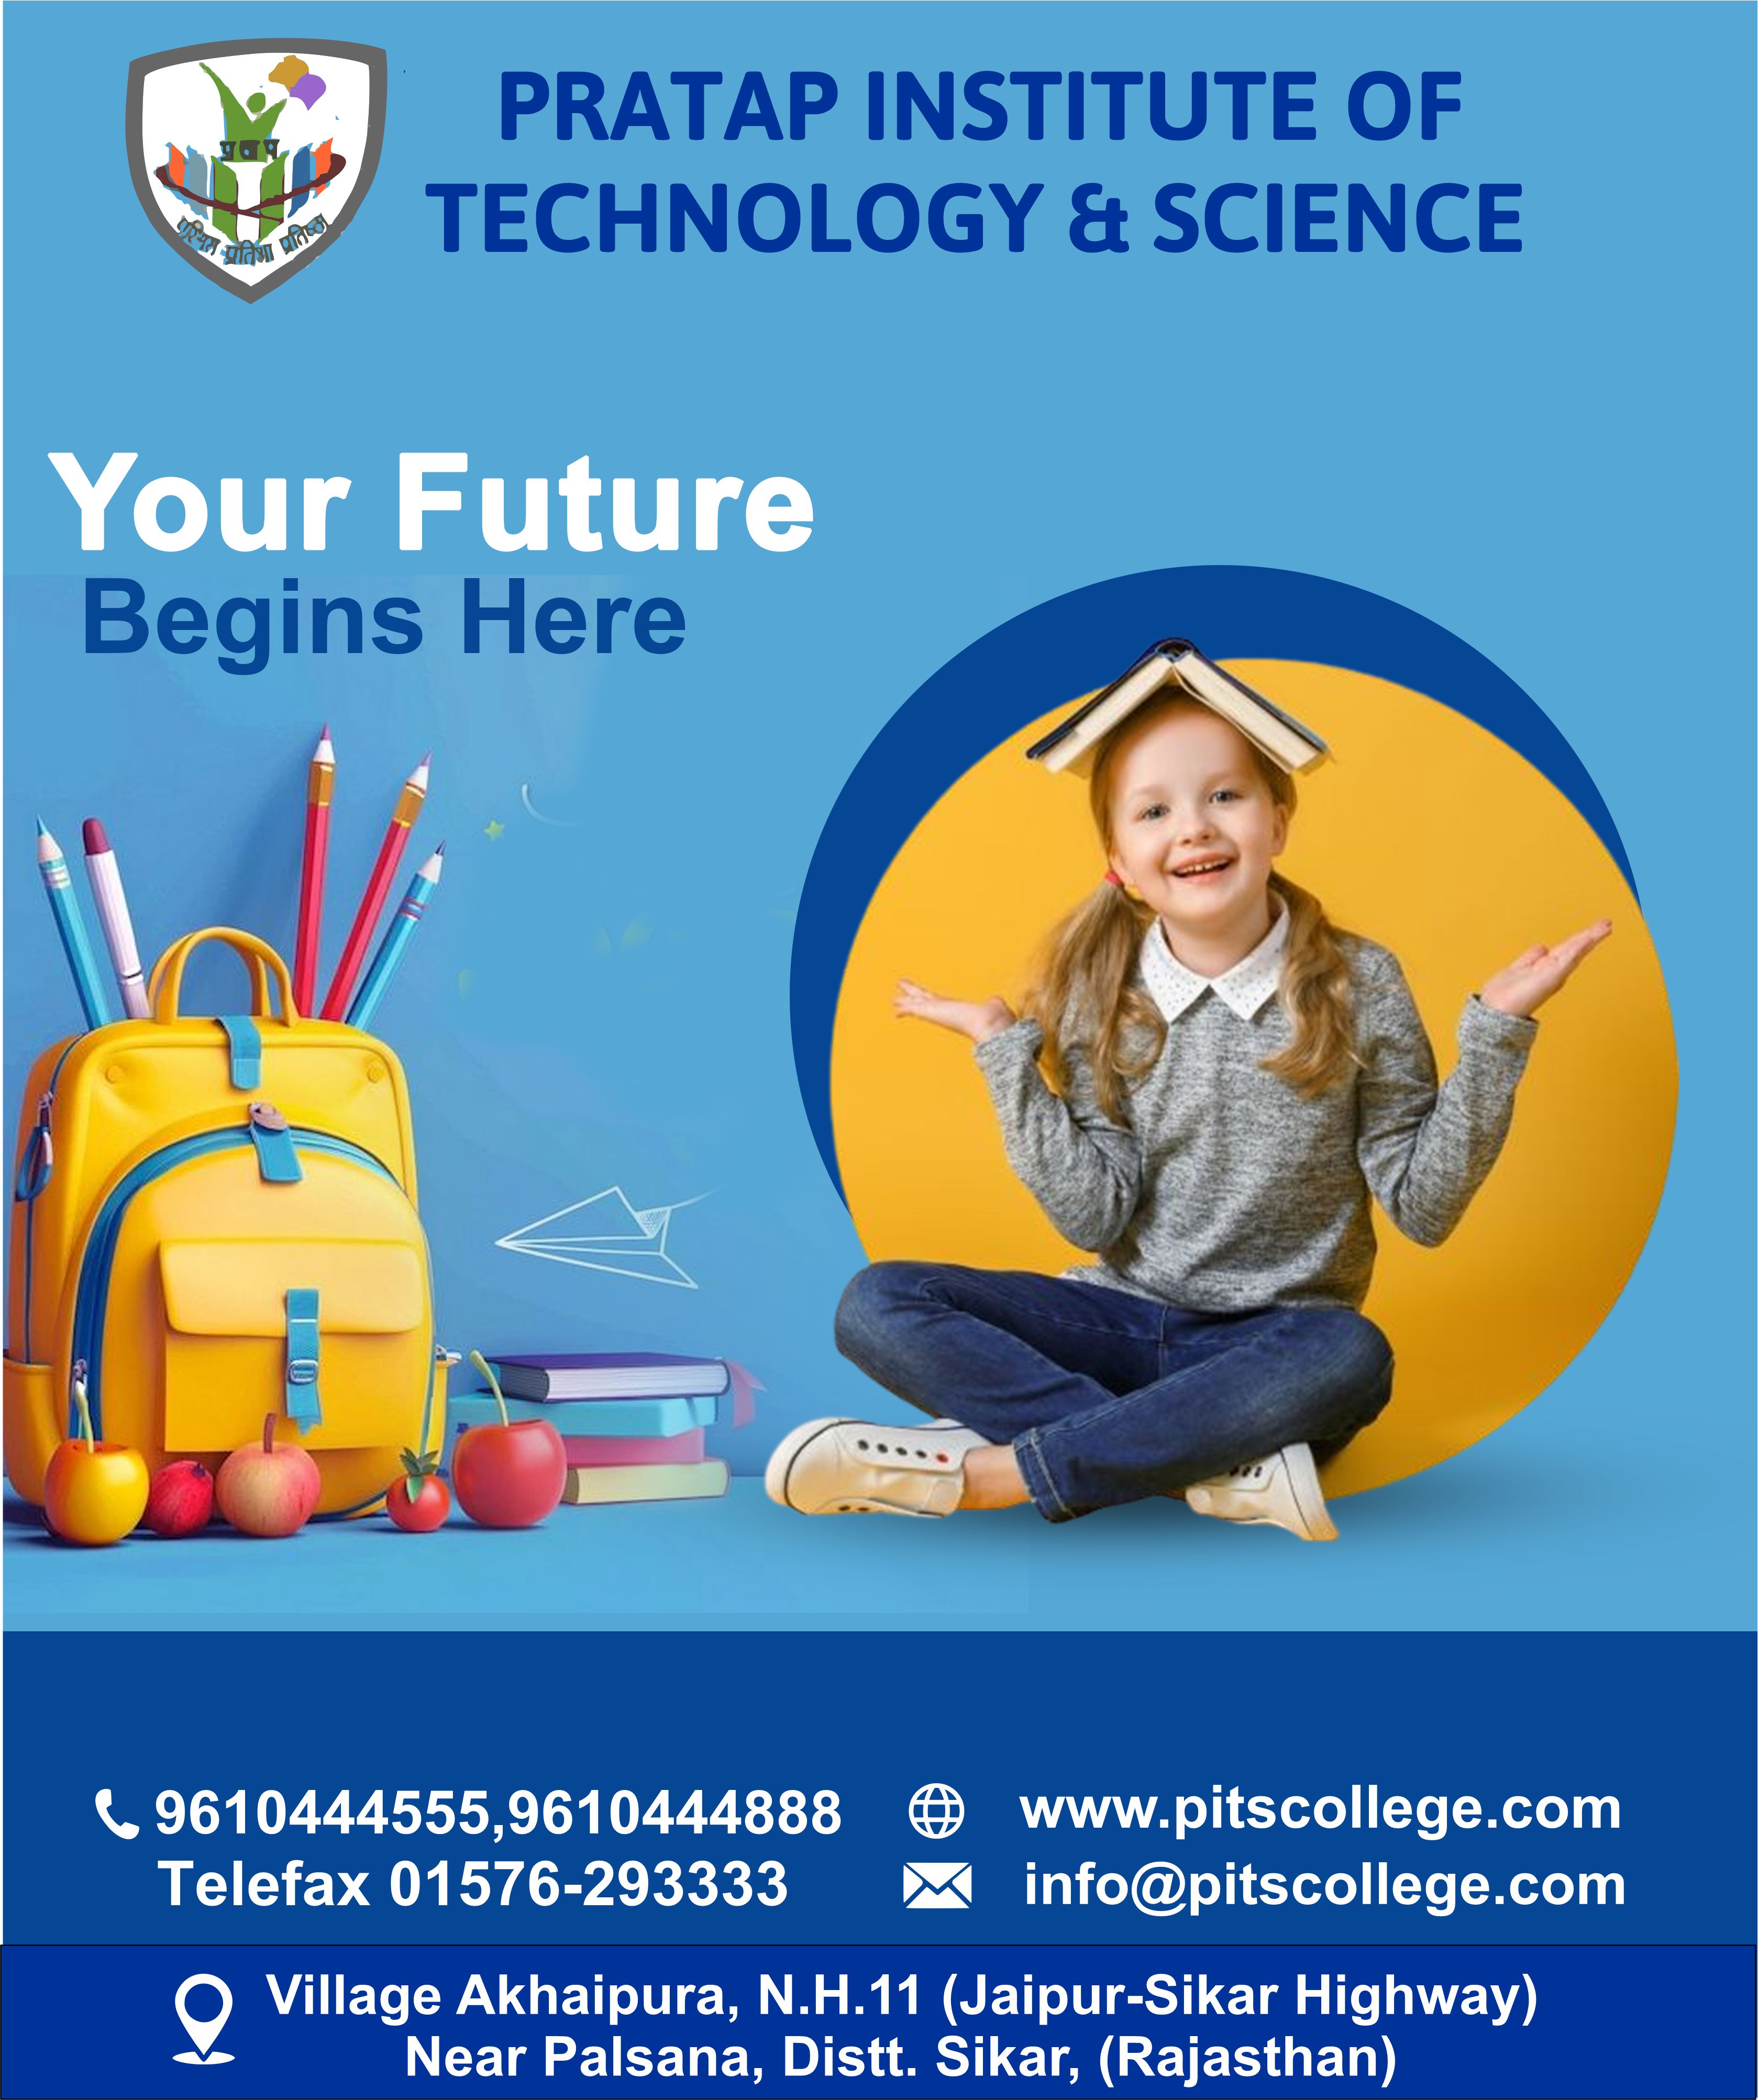 PRATAP INSTITUTE OF
TECHNOLOGY & SCIENCE
Your Future
Begins Here
9610444555,9610444888
Telefax 01576-293333
www.pitscollege.com
info@pitscollege.com
Village Akhaipura, N.H.11 (Jaipur-Sikar Highway)
Near Palsana, Distt. Sikar, (Rajasthan)